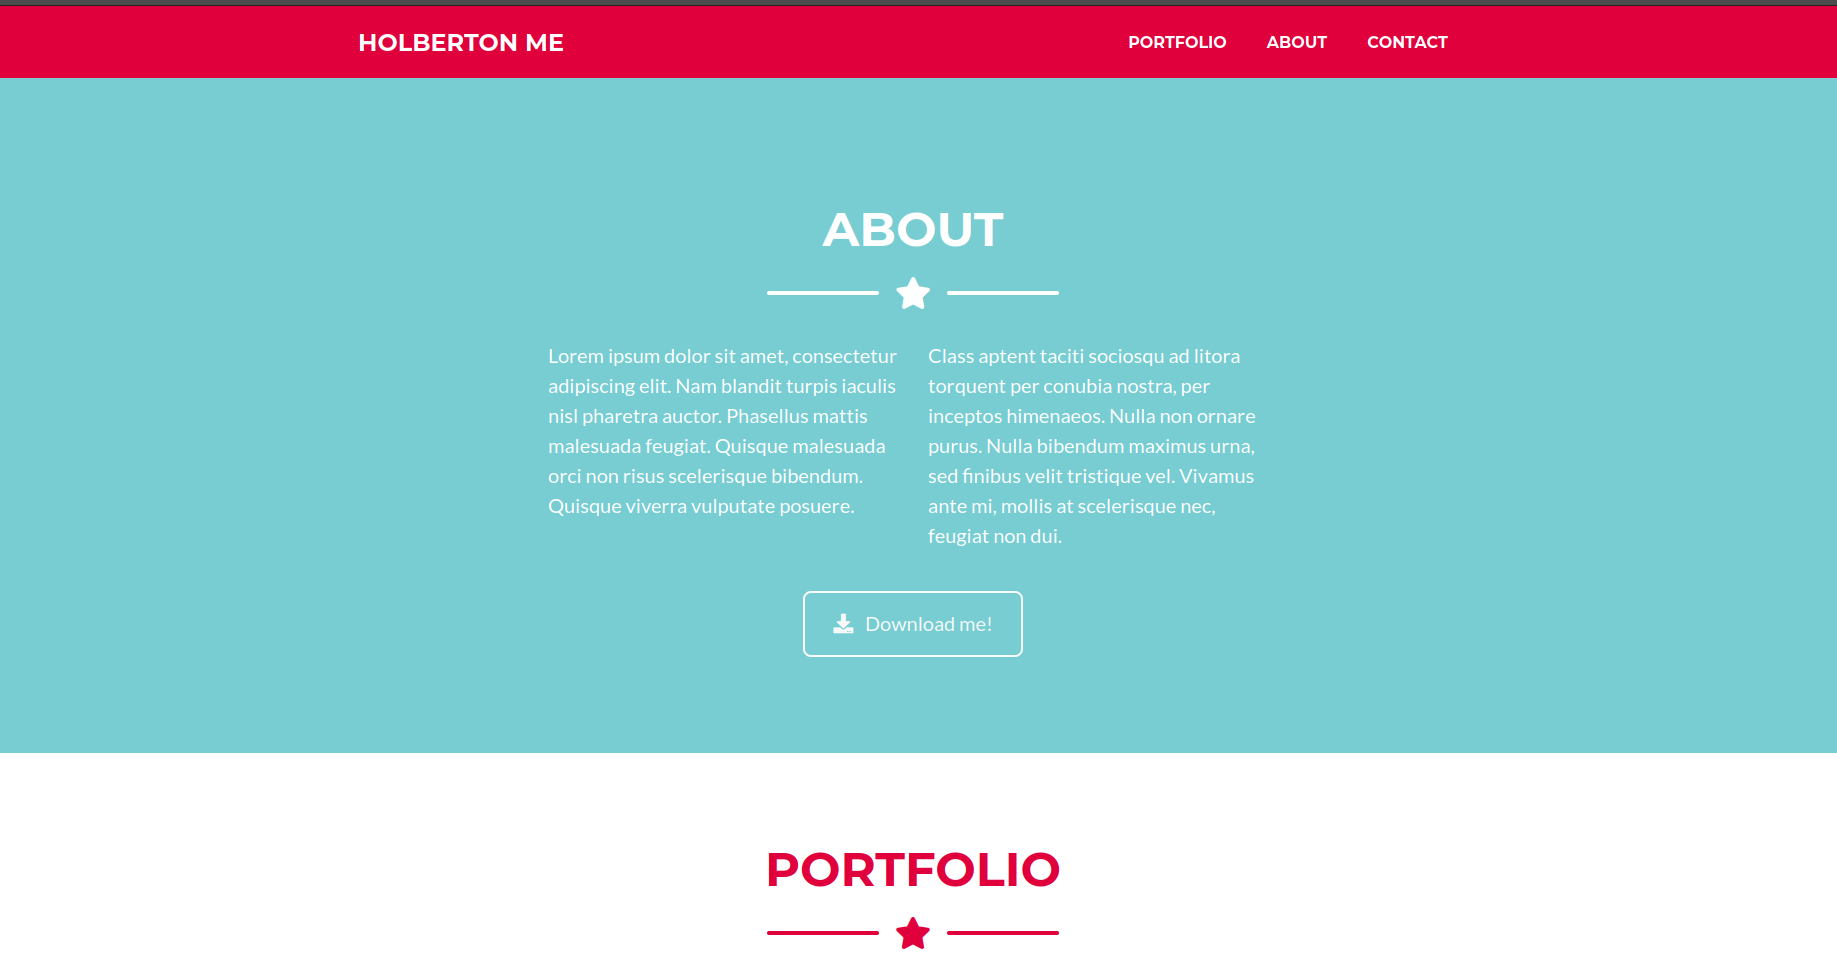 HOLBERTON ME
PORTFOLIO ABOUT CONTACT
ABOUT
Lorem ipsum dolor sit amet, consectetur
adipiscing elit. Nam blandit turpis iaculis
nisl pharetra auctor. Phasellus mattis
malesuada feugiat. Quisque malesuada
orci non risus scelerisque bibendum.
Quisque viverra vulputate posuere.
Class aptent taciti sociosqu ad litora
torquent per conubia nostra, per
inceptos himenaeos. Nulla non ornare
purus. Nulla bibendum maximus urna,
sed finibus velit tristique vel. Vivamus
ante mi, mollis at scelerisque nec,
feugiat non dui.
Download me!
PORTFOLIO